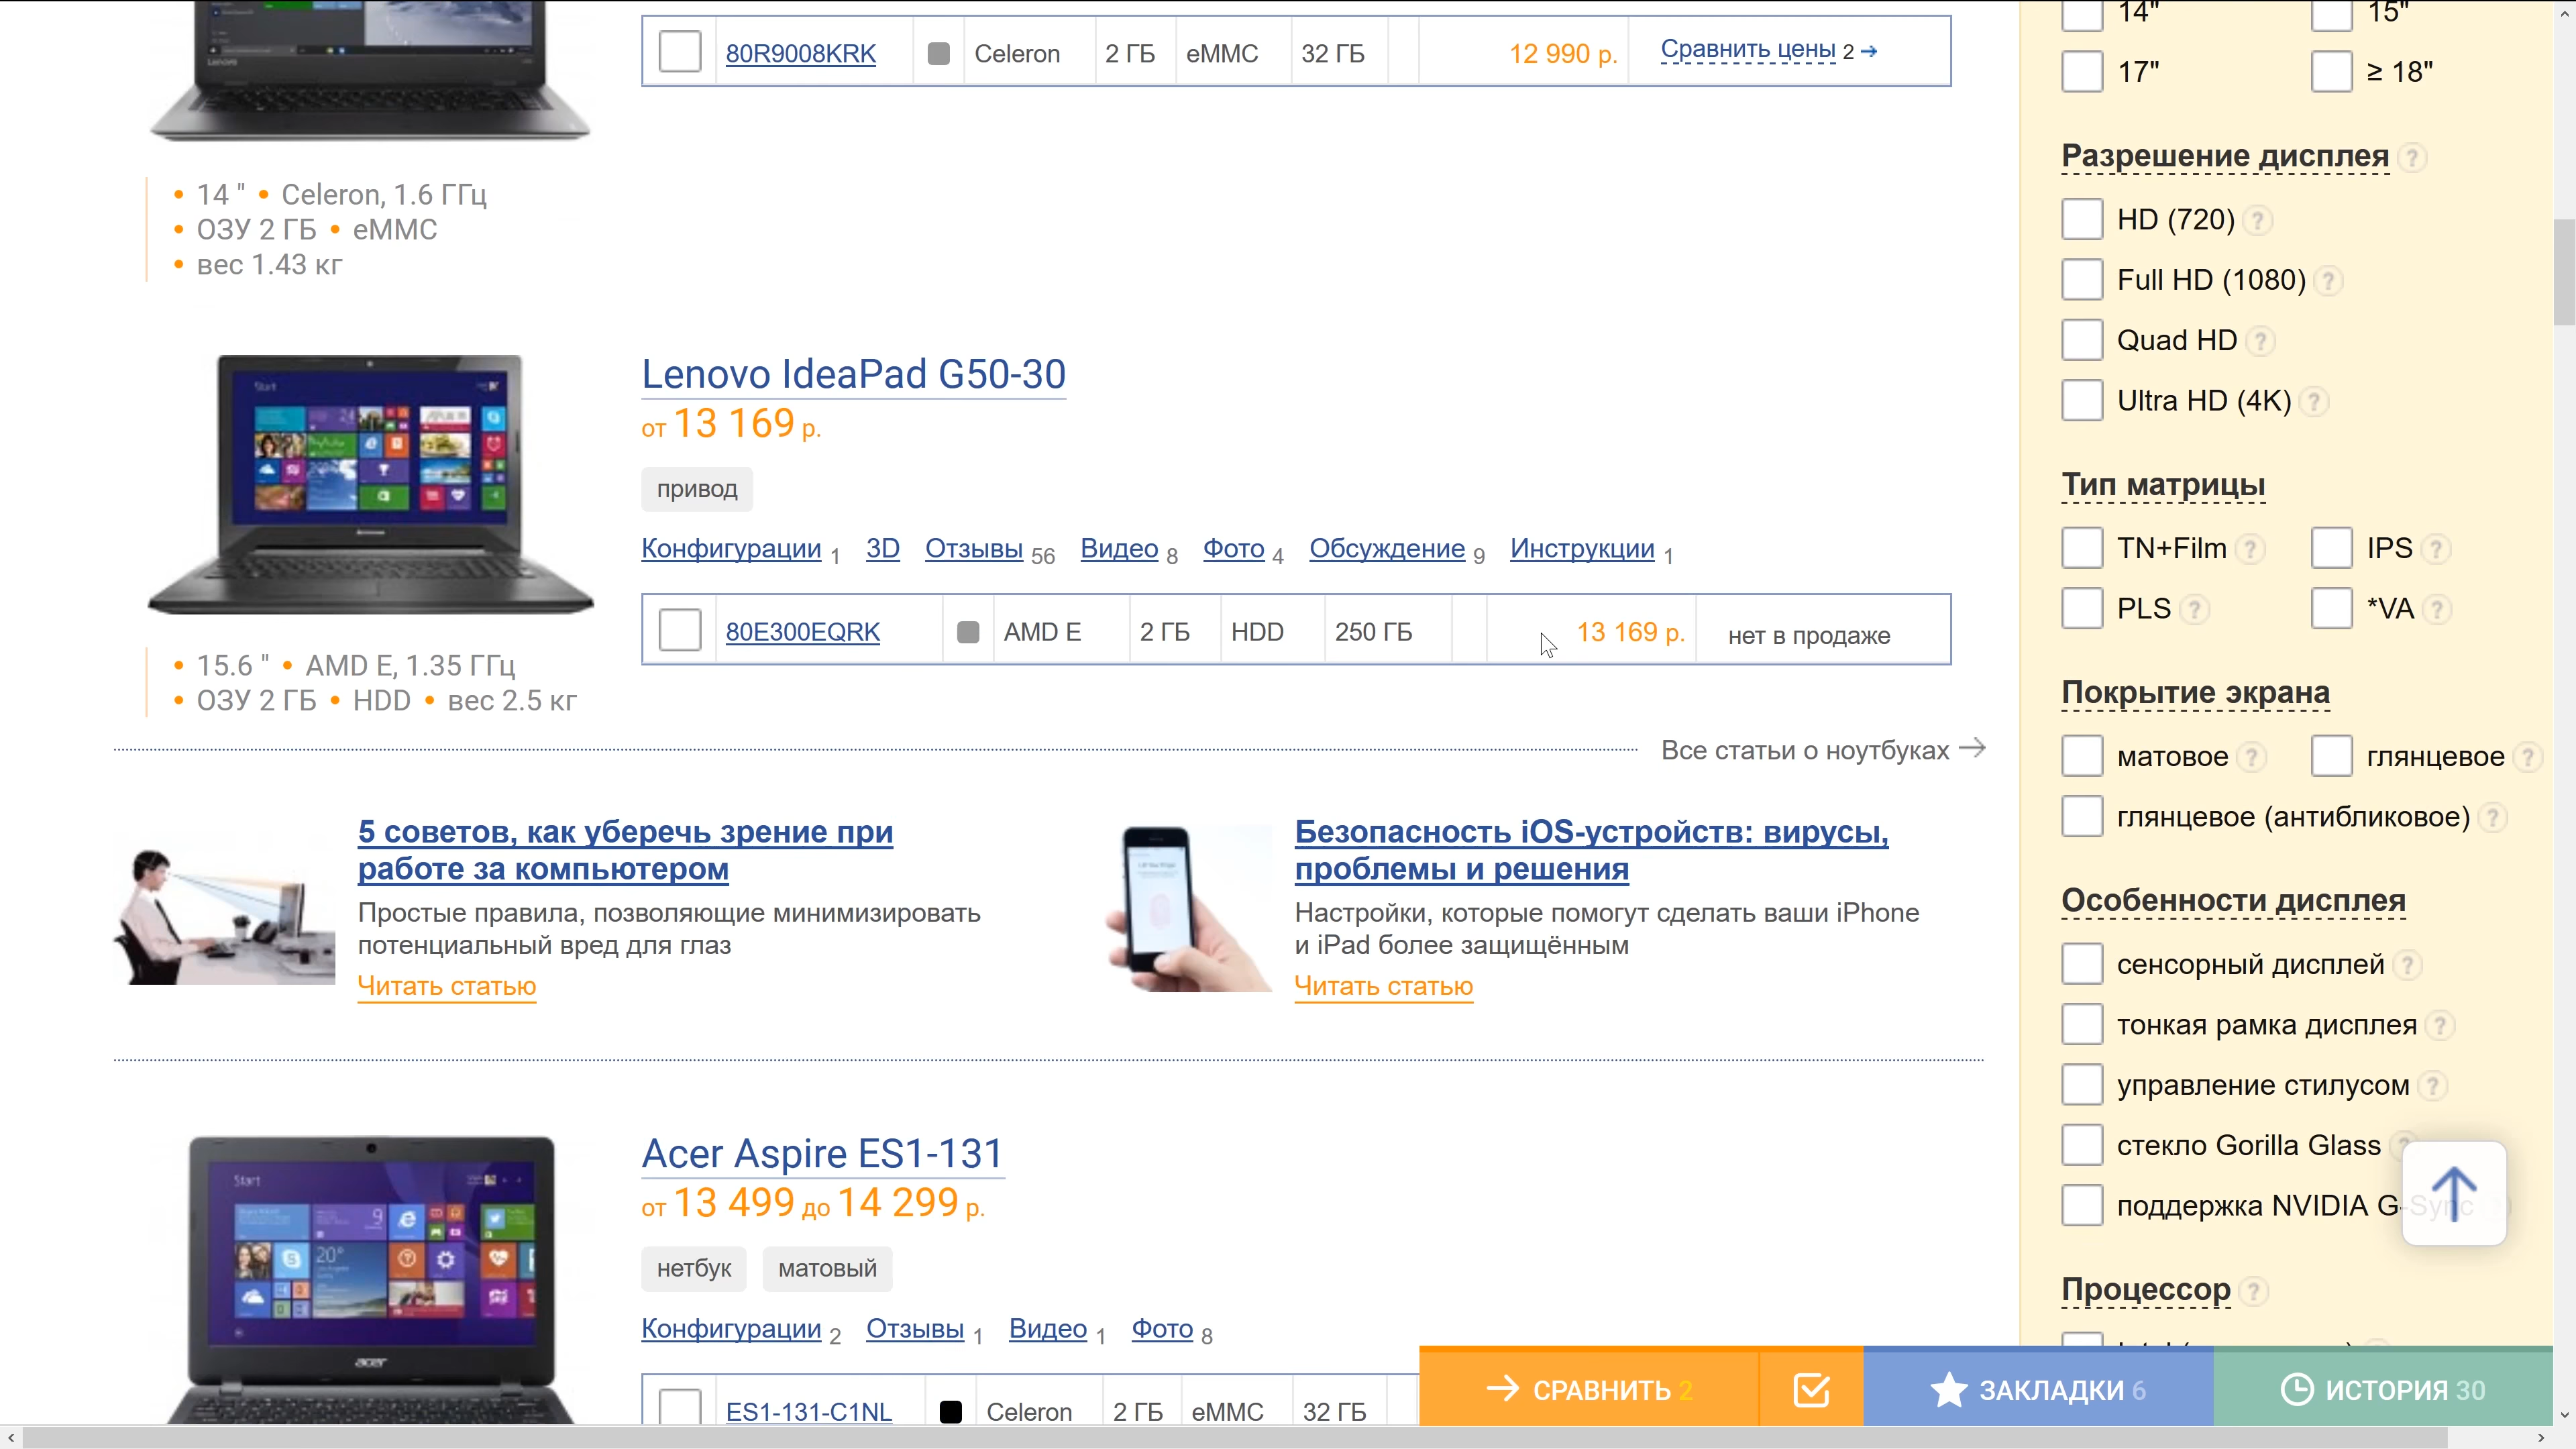 80R9008KRK Celeron 2 ГБ eMMC 32 ГБ 12 990 р. Сравнить цены 2
14 " Celeron, 1.6 ГГц
ОЗУ 2 ГБ eMMC
вес 1.43 кг
Lenovo IdeaPad G50-30
от 13 169 р.
привод
Конфигурации 1 3D Отзывы 56 Видео 8 Фото 4 Обсуждение 9 Инструкции 1
80E300EQRK AMD E 2 ГБ HDD 250 ГБ 13 169 р. нет в продаже
15.6 " AMD E, 1.35 ГГц
ОЗУ 2 ГБ HDD вес 2.5 кг
Все статьи о ноутбуках
5 советов, как уберечь зрение при
работе за компьютером
Простые правила, позволяющие минимизировать
потенциальный вред для глаз
Читать статью
Безопасность iOS-устройств: вирусы,
проблемы и решения
Настройки, которые помогут сделать ваши iPhone
и iPad более защищённым
Читать статью
Acer Aspire ES1-131
от 13 499 до 14 299 р.
нетбук матовый
Конфигурации 2 Отзывы 1 Видео 1 Фото 8
ES1-131-C1NL Celeron 2 ГБ eMMC 32 ГБ
14" 15"
17" ≥ 18"
Разрешение дисплея ?
HD (720) ?
Full HD (1080) ?
Quad HD ?
Ultra HD (4K) ?
Тип матрицы
TN+Film ? IPS ?
PLS ? *VA ?
Покрытие экрана
матовое ? глянцевое ?
глянцевое (антибликовое) ?
Особенности дисплея
сенсорный дисплей ?
тонкая рамка дисплея ?
управление стилусом ?
стекло Gorilla Glass ?
поддержка NVIDIA G-Sync
Процессор ?
СРАВНИТЬ 2 ЗАКЛАДКИ 6 ИСТОРИЯ 30